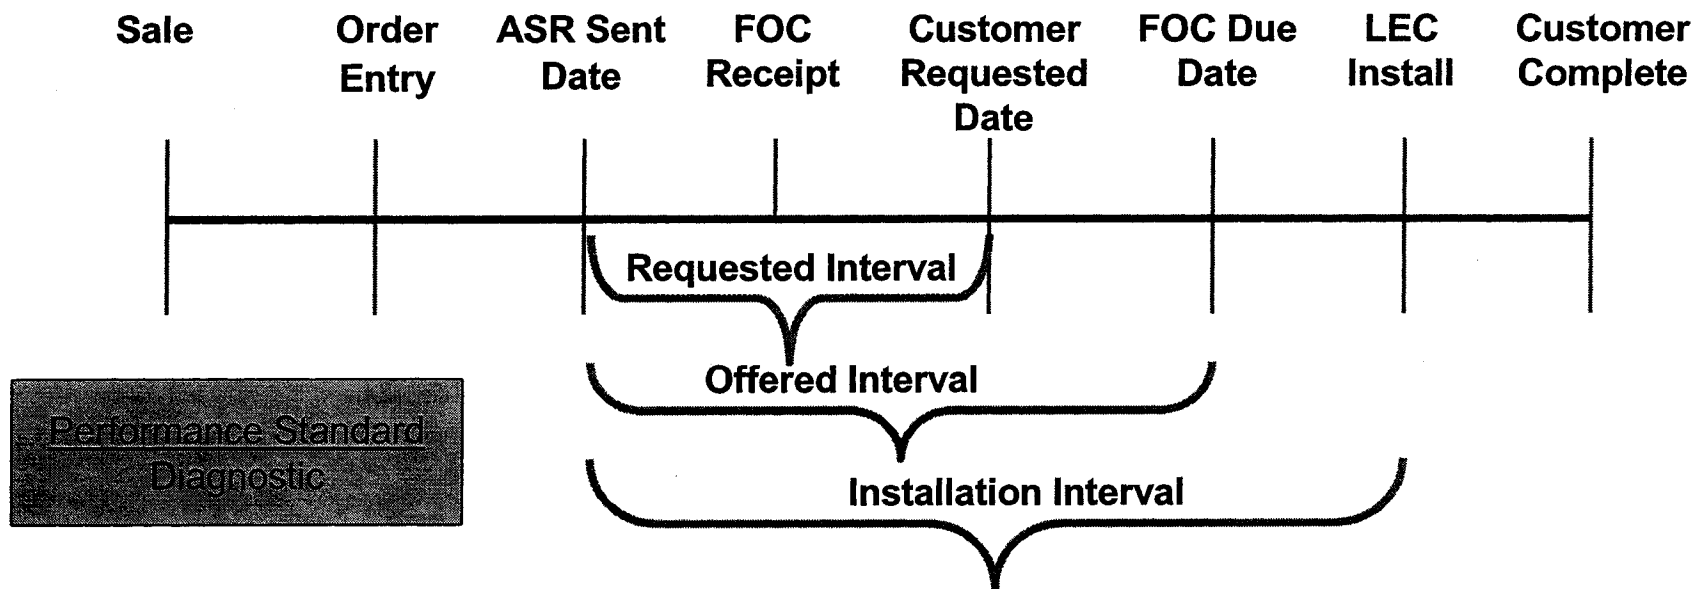 Sale
Order
Entry
ASR Sent
Date
FOC
Receipt
Customer
Requested
Date
FOC Due
Date
LEC
Install
Customer
Complete
Requested Interval
Offered Interval
Performance Standard
Diagnostic
Installation Interval